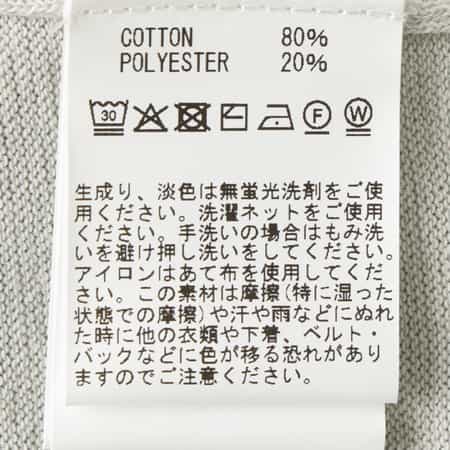 COTTON 80%
POLYESTER 20%
30 F W
生成り、淡色は無蛍光洗剤をご使
用ください。洗濯ネットをご使用
ください。手洗いの場合はもみ洗
いを避け押し洗いをしてください。
アイロンはあて布を使用してくだ
さい。この素材は摩擦(特に湿った
状態での摩擦)や汗や雨などにぬれ
た時に他の衣類や下着、ベルト・
バックなどに色が移る恐れがあり
ますのでご注意ください。